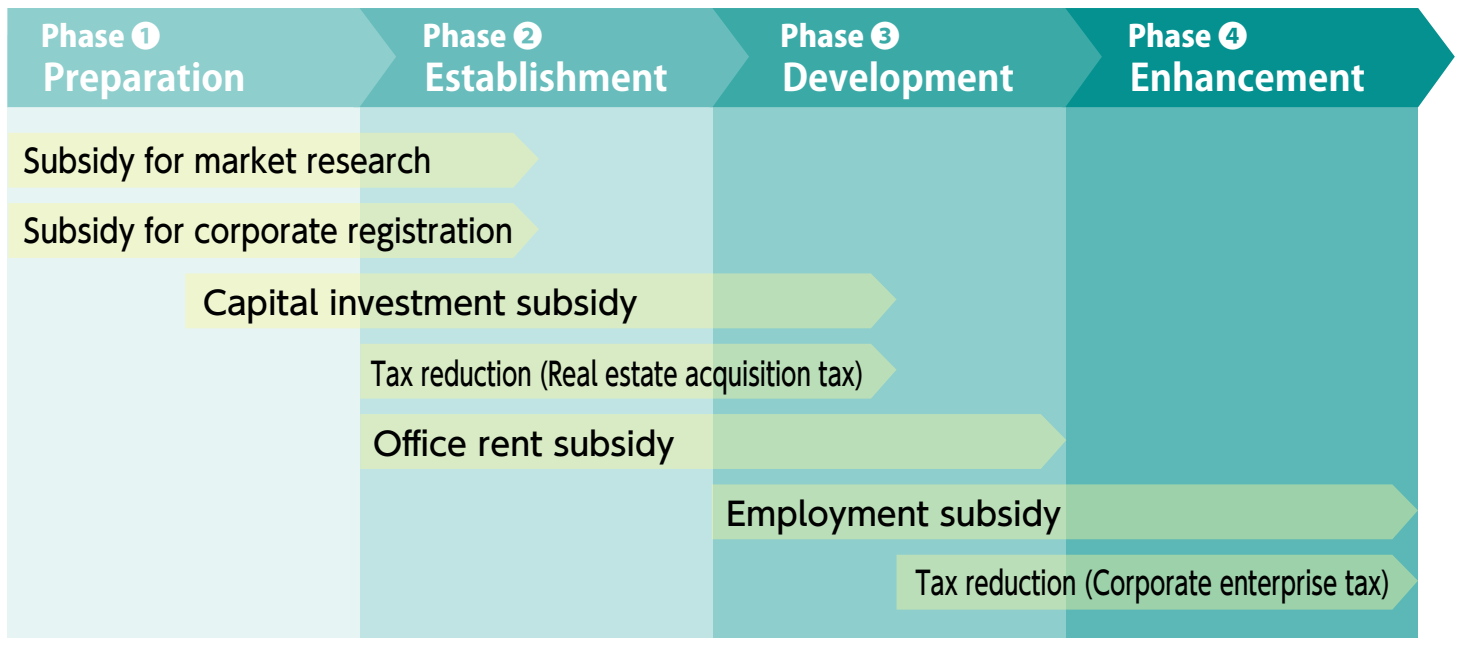 Phase ❶
Preparation
Phase ❷
Establishment
Phase ❸
Development
Phase ❹
Enhancement
Subsidy for market research
Subsidy for corporate registration
Capital investment subsidy
Tax reduction (Real estate acquisition tax)
Office rent subsidy
Employment subsidy
Tax reduction (Corporate enterprise tax)